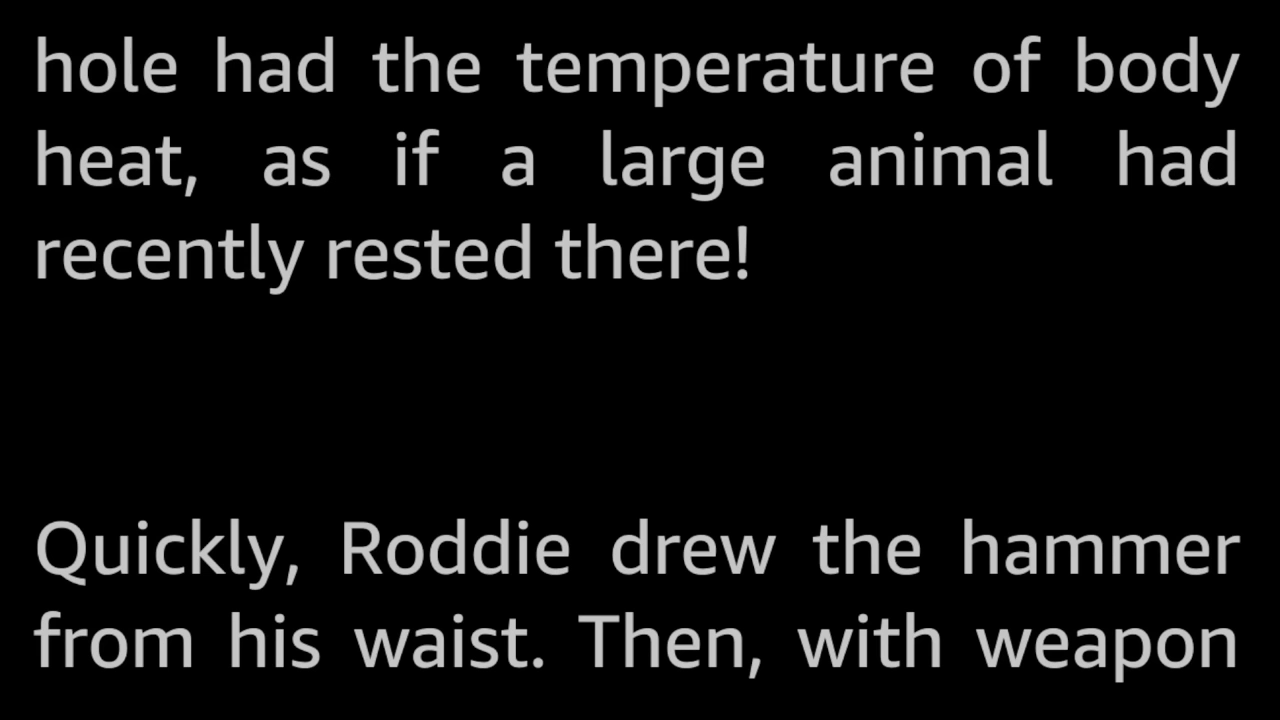 hole had the temperature of body
heat, as if a large animal had
recently rested there!
Quickly, Roddie drew the hammer
from his waist. Then, with weapon